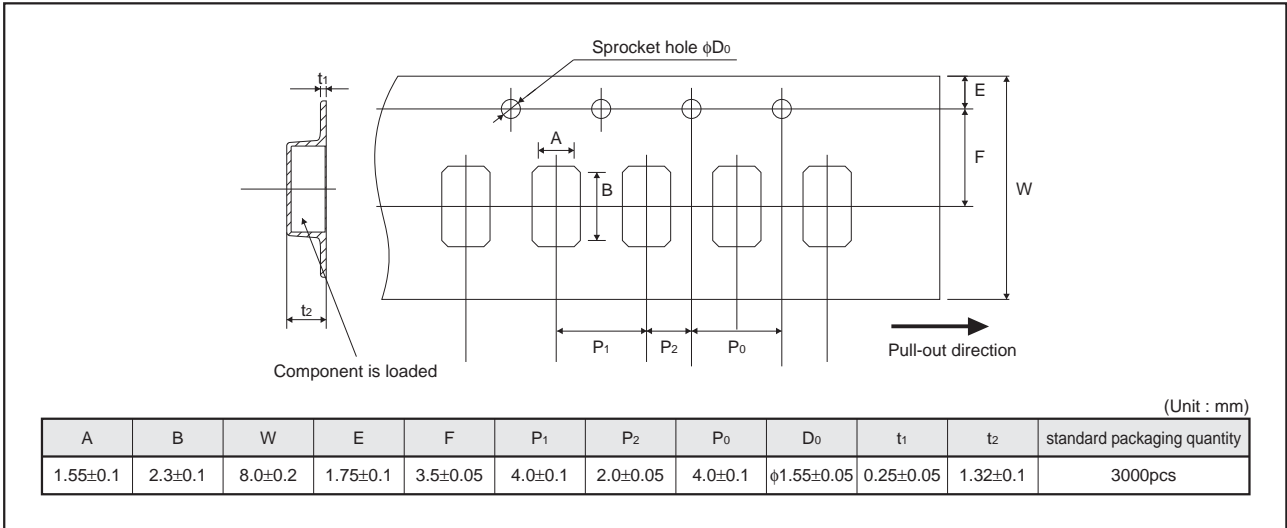 Sprocket hole ϕD0
t1
E
A
F
B
W
t2
P1 P2 P0
Pull-out direction
Component is loaded
(Unit : mm)
A B W E F P1 P2 P0 D0 t1 t2 standard packaging quantity
1.55±0.1 2.3±0.1 8.0±0.2 1.75±0.1 3.5±0.05 4.0±0.1 2.0±0.05 4.0±0.1 ϕ1.55±0.05 0.25±0.05 1.32±0.1 3000pcs